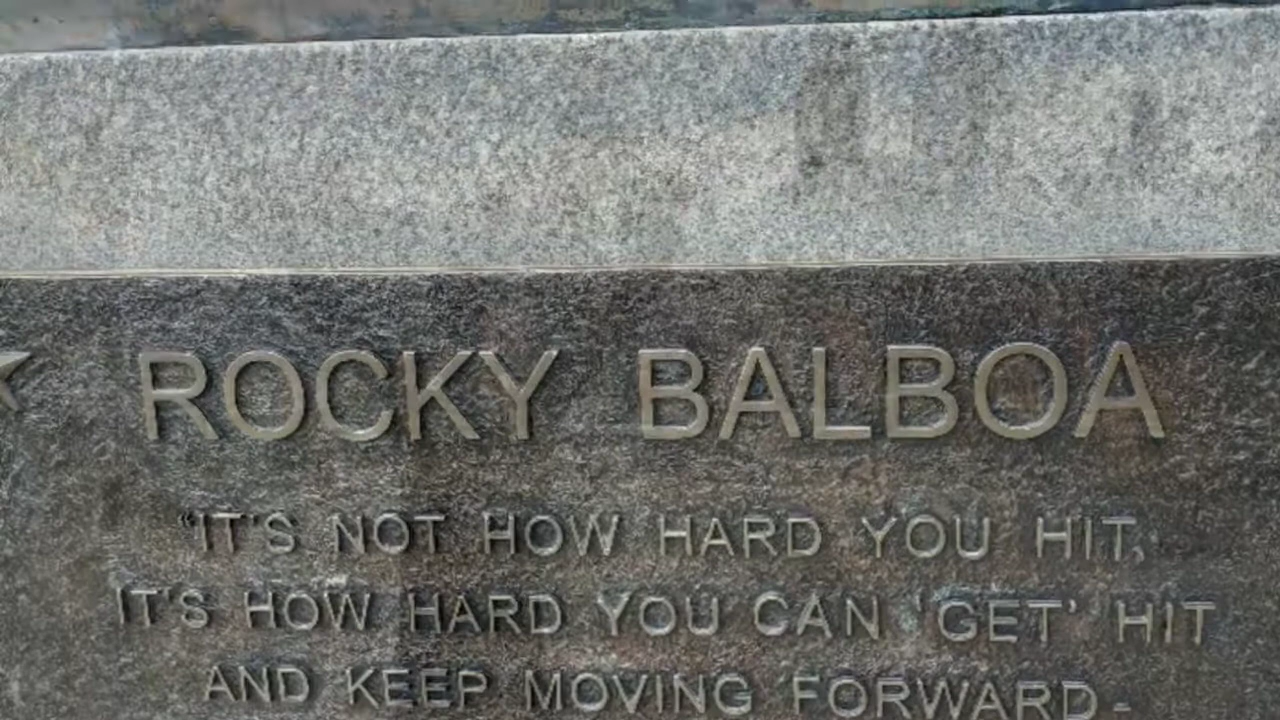 ROCKY BALBOA
"IT'S NOT HOW HARD YOU HIT,
IT'S HOW HARD YOU CAN 'GET' HIT
AND KEEP MOVING FORWARD -